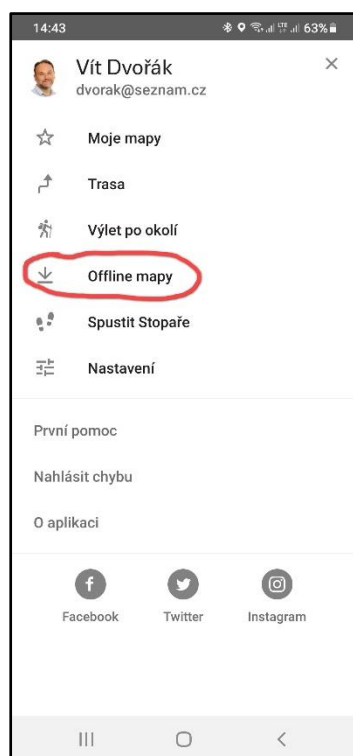 14:43 LTE 63%
Vít Dvořák
dvorak@seznam.cz
Moje mapy
Trasa
Výlet po okolí
Offline mapy
Spustit Stopaře
Nastavení
První pomoc
Nahlásit chybu
O aplikaci
Facebook Twitter Instagram